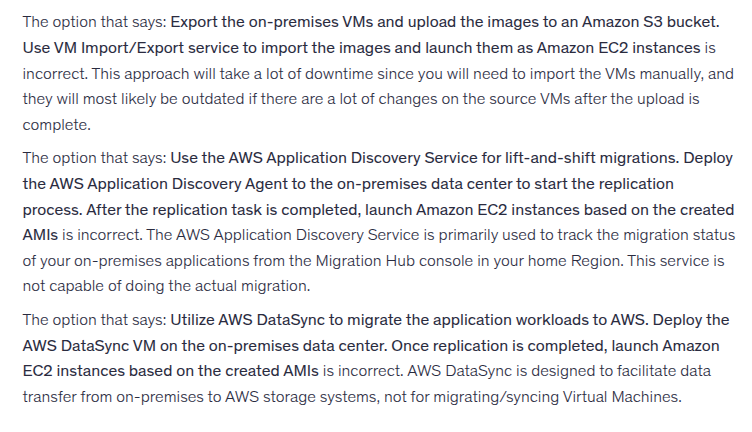 The option that says: Export the on-premises VMs and upload the images to an Amazon S3 bucket.
Use VM Import/Export service to import the images and launch them as Amazon EC2 instances is
incorrect. This approach will take a lot of downtime since you will need to import the VMs manually, and
they will most likely be outdated if there are a lot of changes on the source VMs after the upload is
complete.
The option that says: Use the AWS Application Discovery Service for lift-and-shift migrations. Deploy
the AWS Application Discovery Agent to the on-premises data center to start the replication
process. After the replication task is completed, launch Amazon EC2 instances based on the created
AMIs is incorrect. The AWS Application Discovery Service is primarily used to track the migration status
of your on-premises applications from the Migration Hub console in your home Region. This service is
not capable of doing the actual migration.
The option that says: Utilize AWS DataSync to migrate the application workloads to AWS. Deploy the
AWS DataSync VM on the on-premises data center. Once replication is completed, launch Amazon
EC2 instances based on the created AMIs is incorrect. AWS DataSync is designed to facilitate data
transfer from on-premises to AWS storage systems, not for migrating/syncing Virtual Machines.